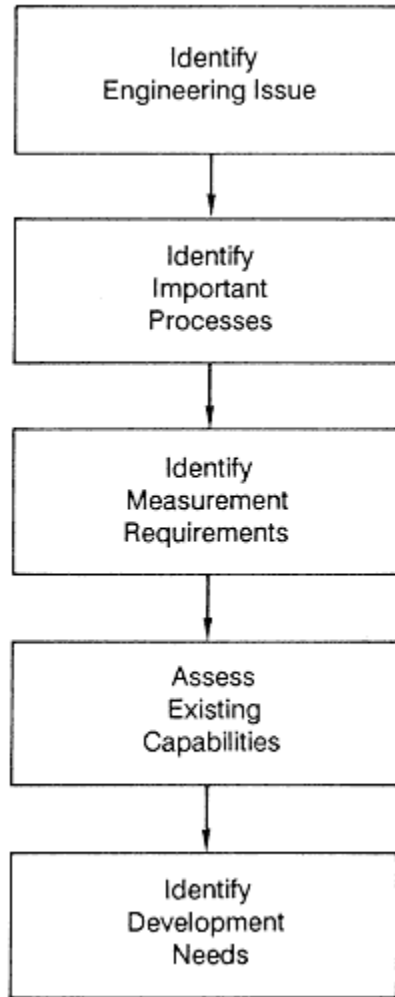 Identify
Engineering Issue
Identify
Important
Processes
Identify
Measurement
Requirements
Assess
Existing
Capabilities
Identify
Development
Needs